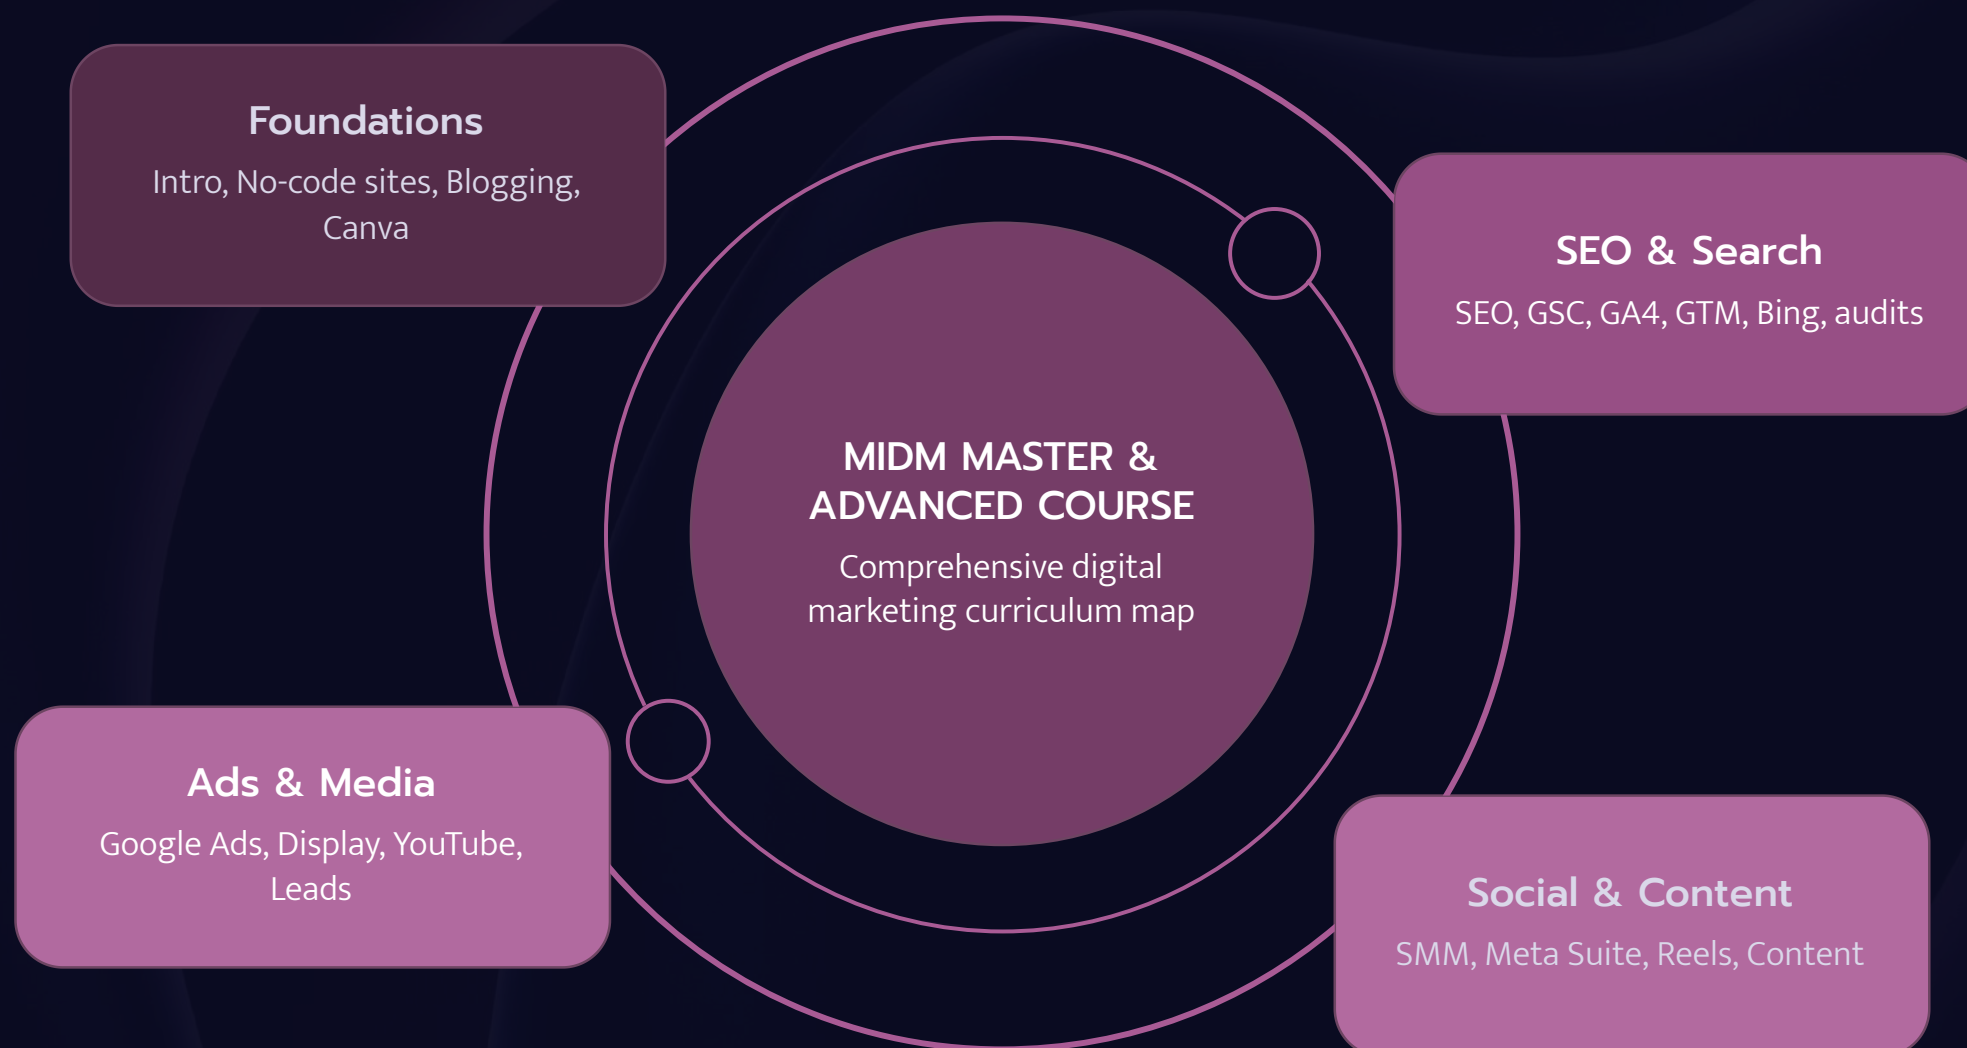 Foundations
Intro, No-code sites, Blogging,
Canva
SEO & Search
SEO, GSC, GA4, GTM, Bing, audits
MIDM MASTER &
ADVANCED COURSE
Comprehensive digital
marketing curriculum map
Ads & Media
Google Ads, Display, YouTube,
Leads
Social & Content
SMM, Meta Suite, Reels, Content